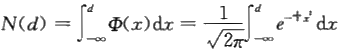 N(d) = ∫_{-∞}^{d} Φ(x)dx = \frac{1}{\sqrt{2π}} ∫_{-∞}^{d} e^{-\frac{1}{2}x^{2}} dx